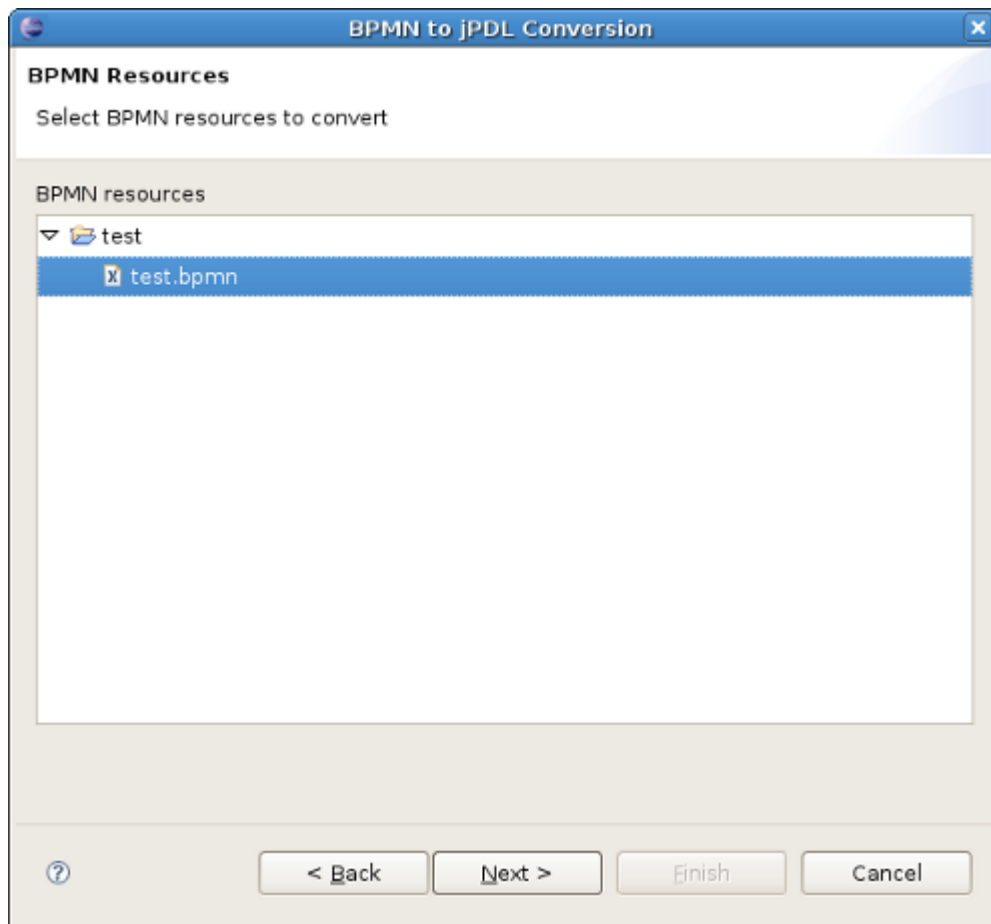 BPMN to jPDL Conversion
BPMN Resources
Select BPMN resources to convert
BPMN resources
test
test.bpmn
< Back Next > Finish Cancel